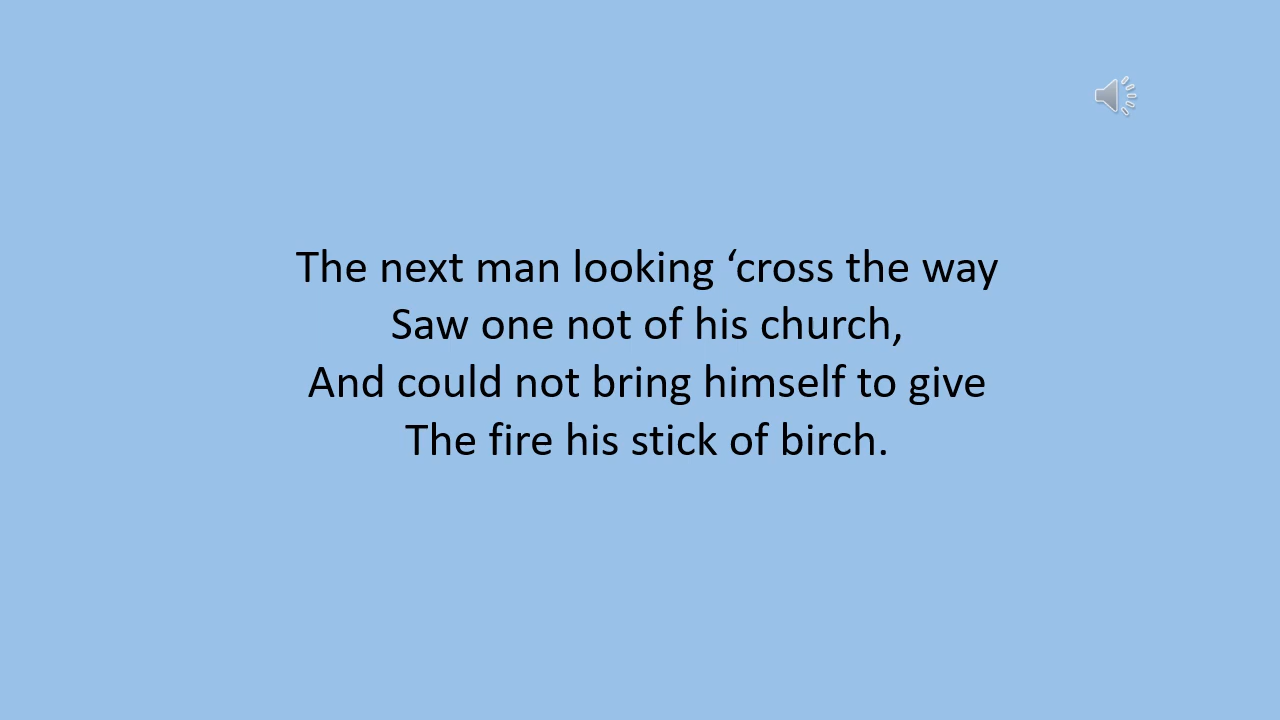 The next man looking ‘cross the way
Saw one not of his church,
And could not bring himself to give
The fire his stick of birch.